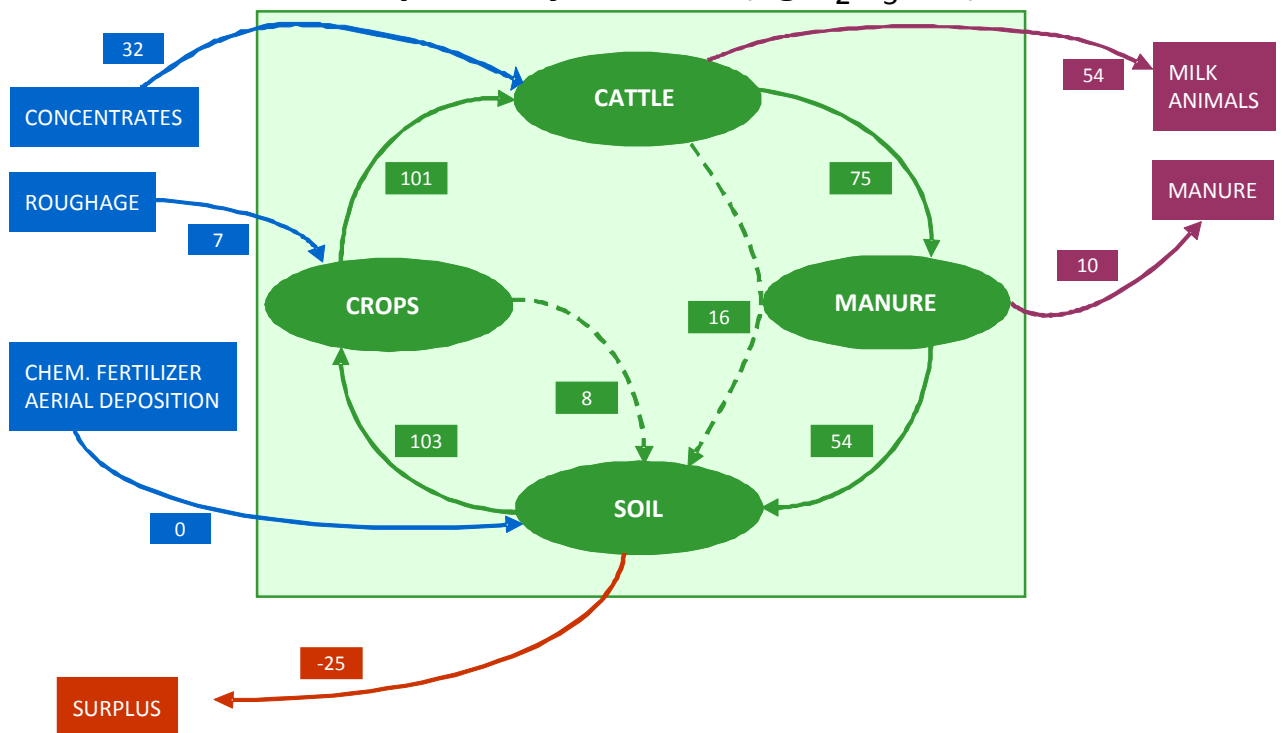 32
CATTLE
54
MILK
ANIMALS
CONCENTRATES
101
75
ROUGHAGE
7
MANURE
10
CROPS
16
MANURE
CHEM. FERTILIZER
AERIAL DEPOSITION
8
103
54
SOIL
0
-25
SURPLUS